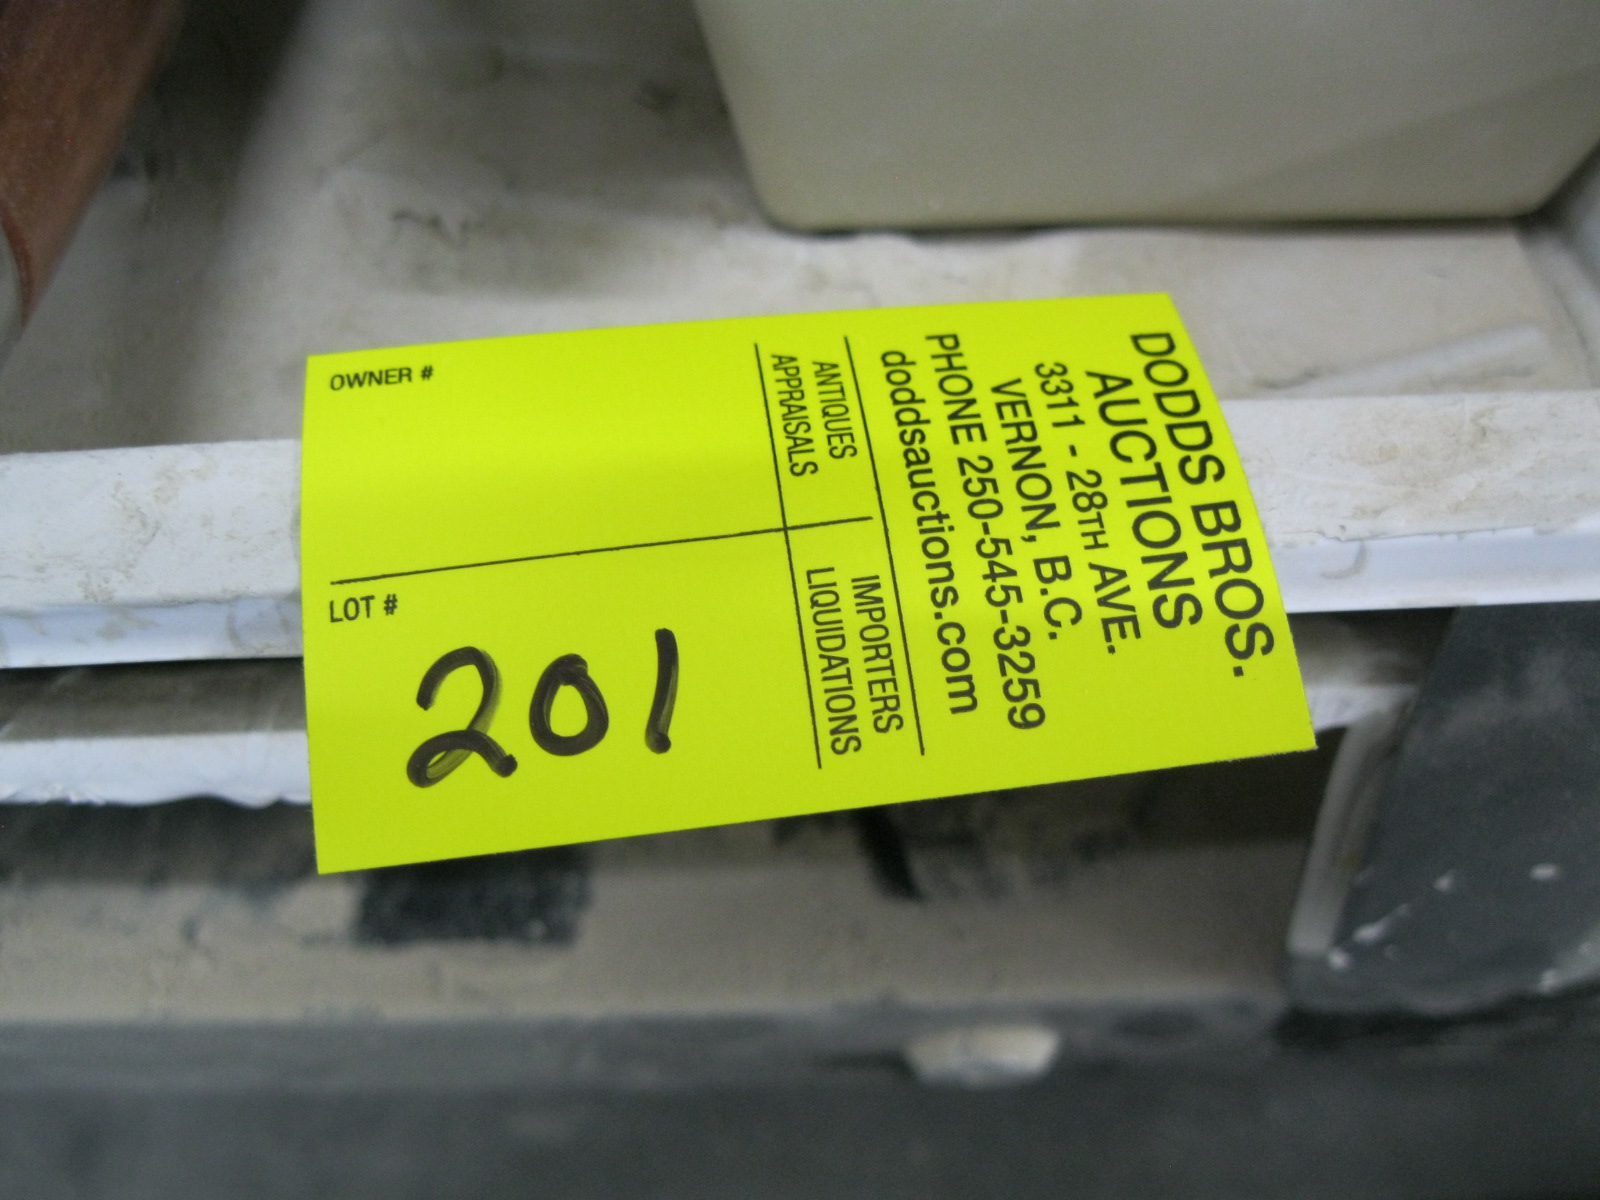 DODDS BROS.
AUCTIONS
3311 - 28TH AVE.
VERNON, B.C.
PHONE 250-545-3259
doddsauctions.com
ANTIQUES
APPRAISALS
IMPORTERS
LIQUIDATIONS
OWNER #
LOT #
201